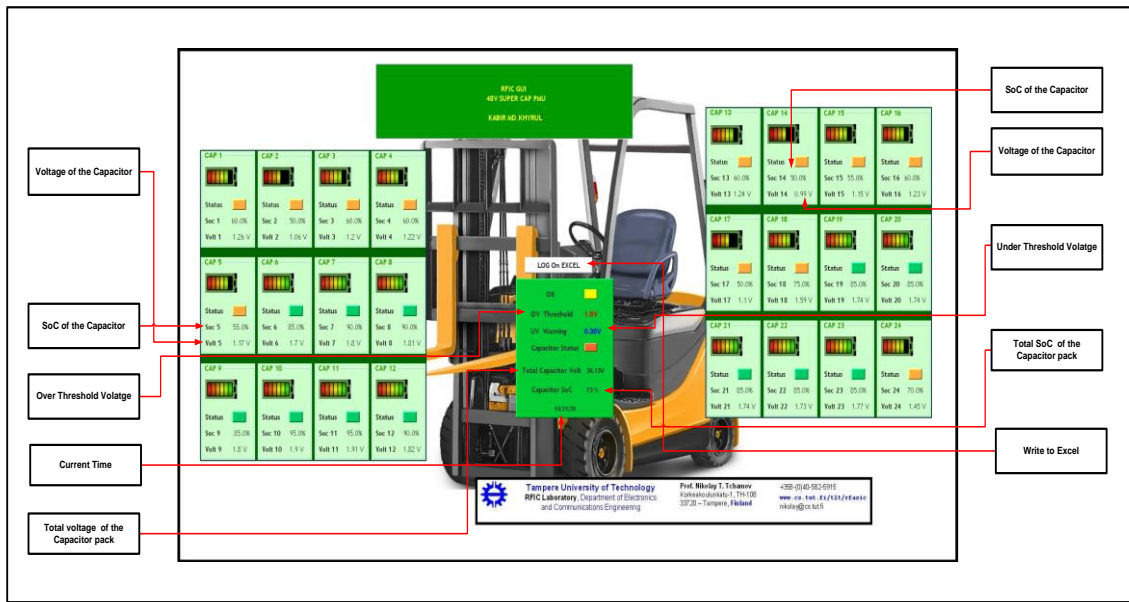 RFIC GUI
48V SUPER CAP PMU
KABIR MD. KHYRUL
Voltage of the Capacitor
SoC of the Capacitor
Over Threshold Volatge
Current Time
Total voltage of the
Capacitor pack
CAP 1 CAP 2 CAP 3 CAP 4
Status Status Status Status
Soc 1 60.0% Soc 2 50.0% Soc 3 60.0% Soc 4 60.0%
Volt 1 1.26 V Volt 2 1.06 V Volt 3 1.2 V Volt 4 1.22 V
CAP 5 CAP 6 CAP 7 CAP 8
Status Status Status Status
Soc 5 55.0% Soc 6 85.0% Soc 7 90.0% Soc 8 90.0%
Volt 5 1.17 V Volt 6 1.7 V Volt 7 1.8 V Volt 8 1.81 V
CAP 9 CAP 10 CAP 11 CAP 12
Status Status Status Status
Soc 9 85.0% Soc 10 95.0% Soc 11 95.0% Soc 12 90.0%
Volt 9 1.8 V Volt 10 1.9 V Volt 11 1.91 V Volt 12 1.82 V
LOG On EXCEL
OV Threshold 1.8V
UV Warning 0.30V
Capacitor Status
Total Capacitor Volt
Capacitor SoC
CAP 13 CAP 14 CAP 15 CAP 16
Status Status Status Status
Soc 13 60.0% Soc 14 50.0% Soc 15 55.0% Soc 16 60.0%
Volt 13 1.24 V Volt 14 0.99 V Volt 15 1.15 V Volt 16 1.23 V
CAP 17 CAP 18 CAP19 CAP 20
Status Status Status Status
Soc 17 50.0% Soc 18 75.0% Soc 19 85.0% Soc 20 85.0%
Volt 17 1.1 V Volt 18 1.59 V Volt 19 1.74 V Volt 20 1.74 V
CAP 21 CAP 22 CAP 23 CAP 24
Status Status Status Status
Soc 21 85.0% Soc 22 85.0% Soc 23 85.0% Soc 24 70.0%
Volt 21 1.74 V Volt 22 1.73 V Volt 23 1.77 V Volt 24 1.45 V
SoC of the Capacitor
Voltage of the Capacitor
Under Threshold Volatge
Total SoC of the
Capacitor pack
Write to Excel
Tampere University of Technology
RFIC Laboratory, Department of Electronics
and Communications Engineering
Prof. Nikolay T. Tchamov
Korkeakoulunkatu-1, TH-108
33720 – Tampere, Finland
+358-(0)40-582-5915
www.cs.tut.fi/tlt/rfasic
nikolay@cs.tut.fi